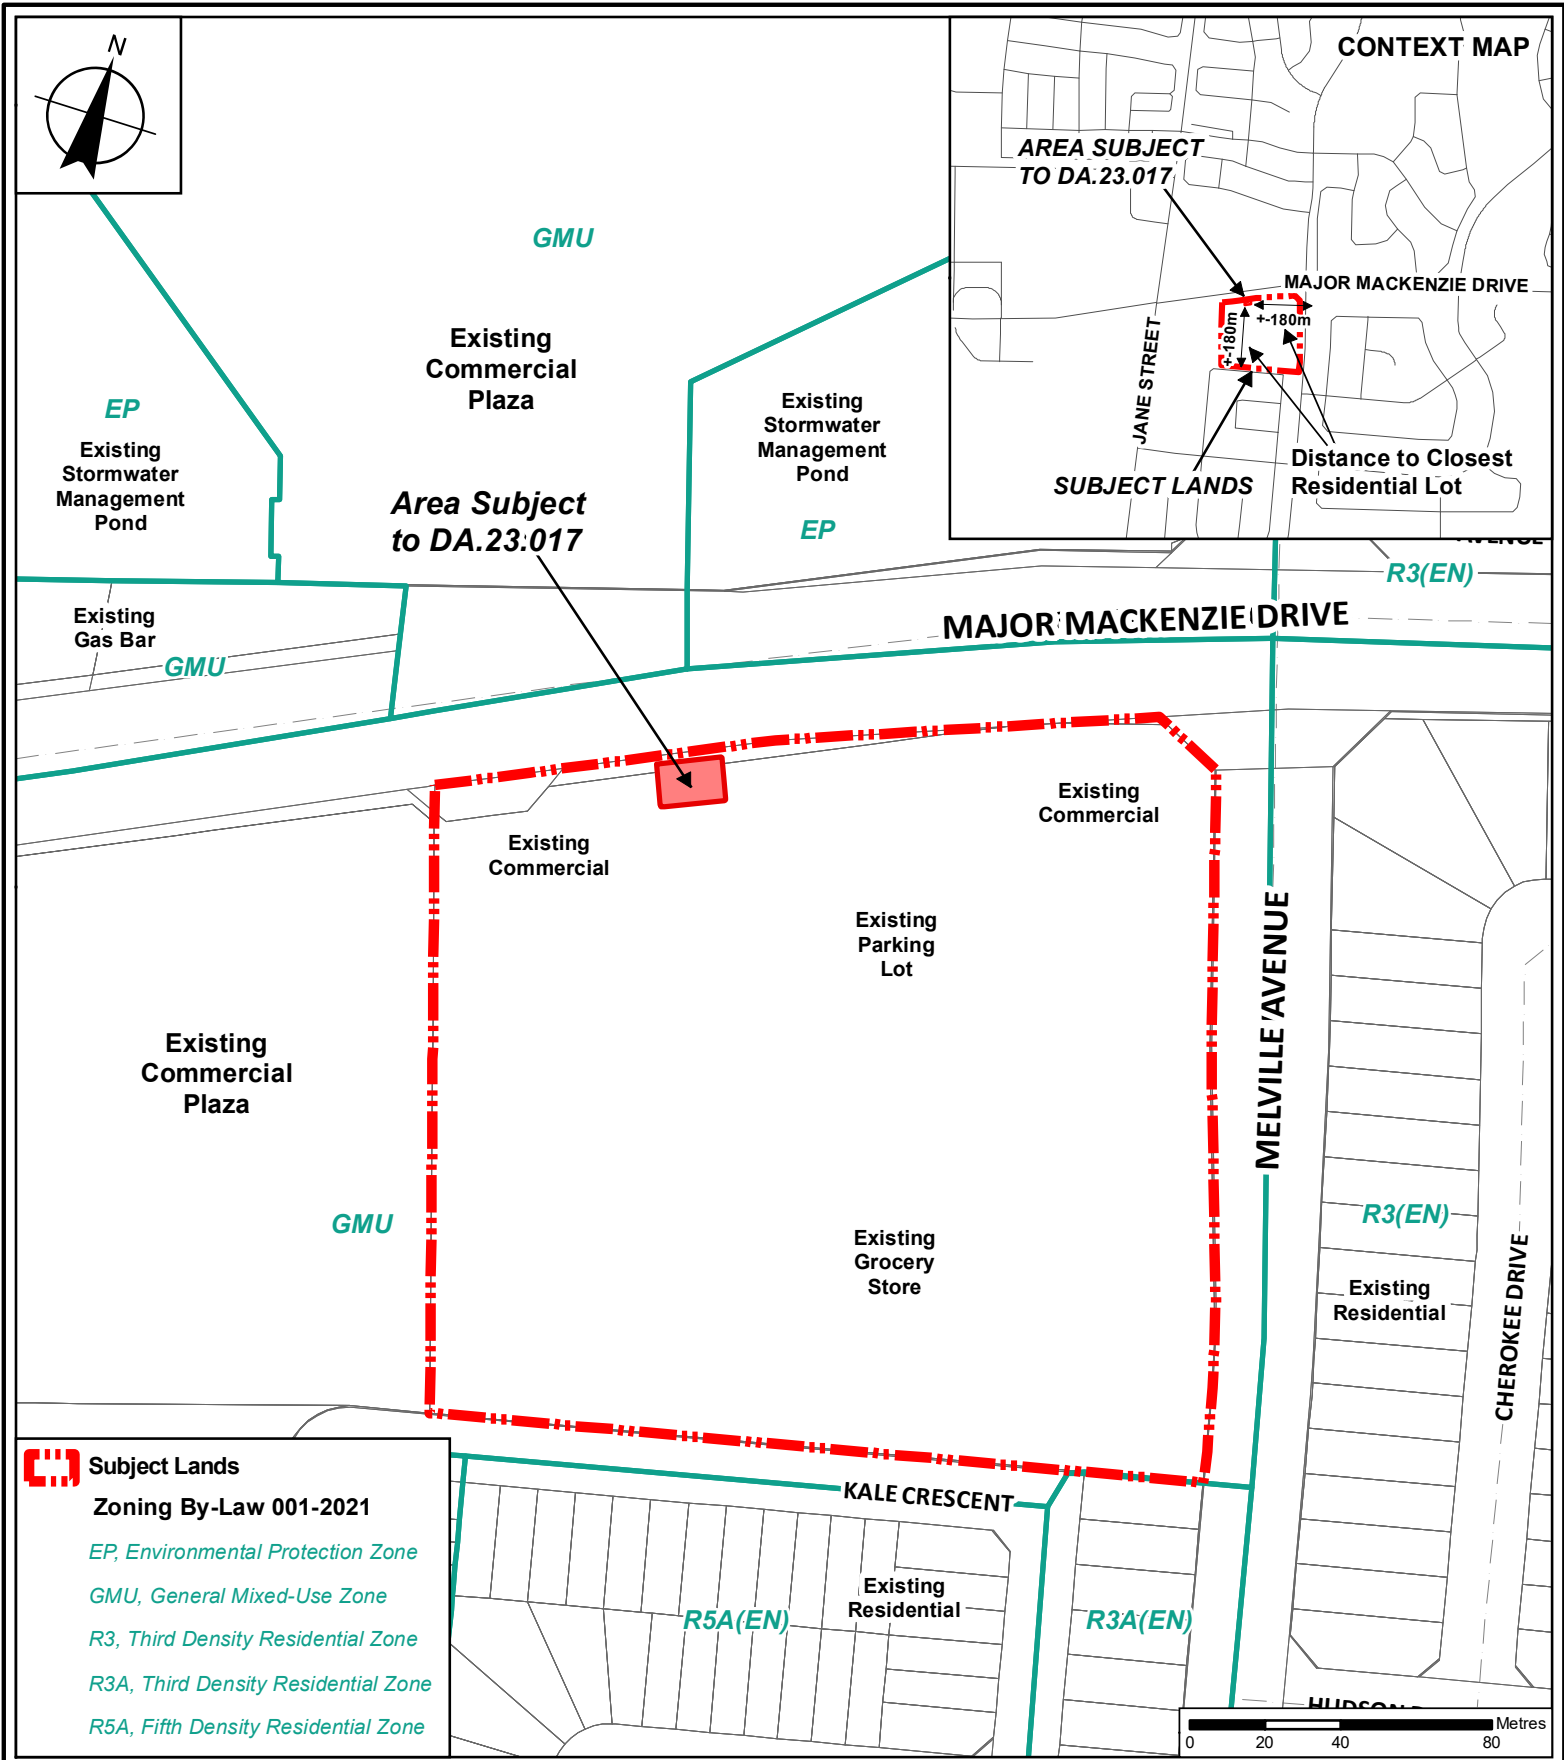 N
CONTEXT MAP
AREA SUBJECT
TO DA.23.017
MAJOR MACKENZIE DRIVE
+-180m
+-180m
JANE STREET
Distance to Closest
Residential Lot
SUBJECT LANDS
GMU
Existing
Commercial
Plaza
EP
Existing
Stormwater
Management
Pond
Existing
Stormwater
Management
Pond
EP
Area Subject
to DA.23.017
AVENUE
R3(EN)
Existing
Gas Bar
GMU
MAJOR MACKENZIE DRIVE
Existing
Commercial
Existing
Commercial
Existing
Parking
Lot
MELVILLE AVENUE
Existing
Commercial
Plaza
GMU
Existing
Grocery
Store
R3(EN)
Existing
Residential
CHEROKEE DRIVE
KALE CRESCENT
Existing
Residential
R5A(EN)
R3A(EN)
Subject Lands
Zoning By-Law 001-2021
EP, Environmental Protection Zone
GMU, General Mixed-Use Zone
R3, Third Density Residential Zone
R3A, Third Density Residential Zone
R5A, Fifth Density Residential Zone
HUDSON
Metres
0 20 40 80